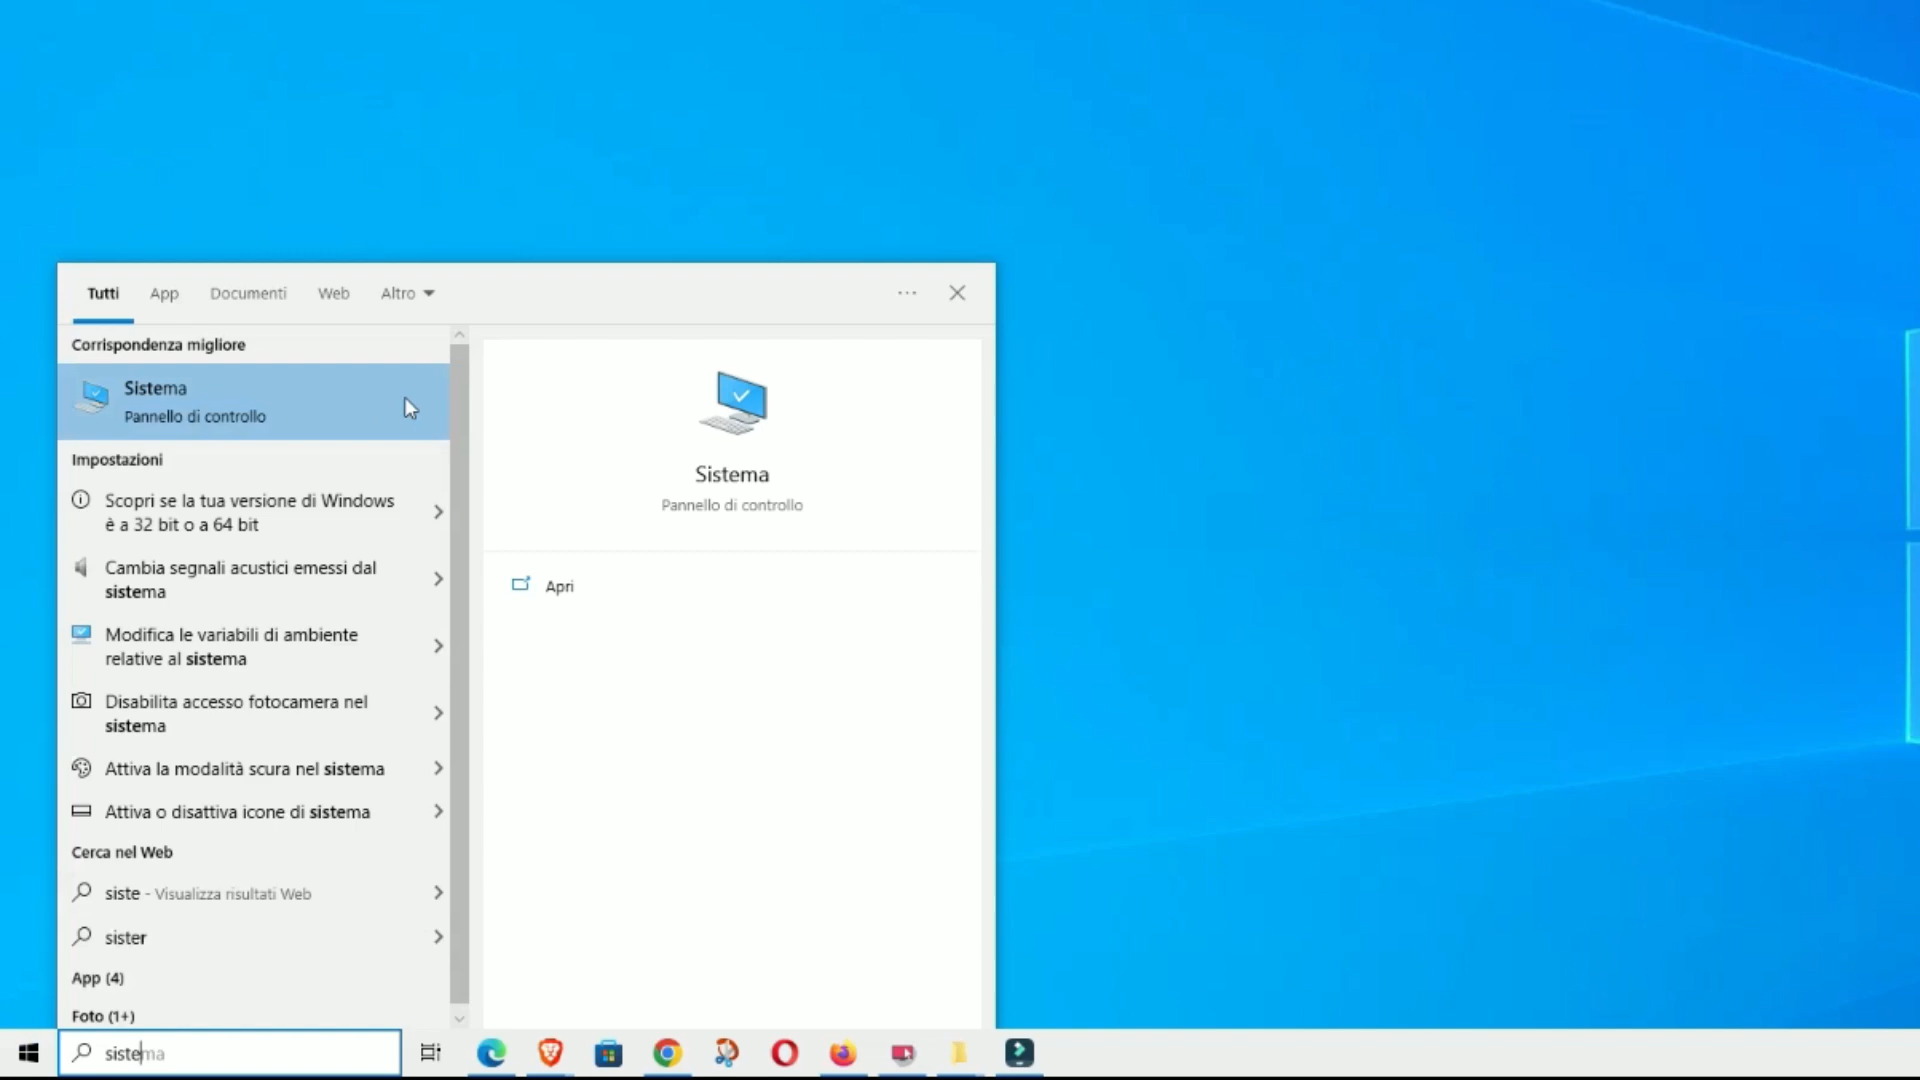 Tutti App Documenti Web Altro
Corrispondenza migliore
Sistema
Pannello di controllo
Impostazioni
Scopri se la tua versione di Windows
è a 32 bit o a 64 bit
Cambia segnali acustici emessi dal
sistema
Modifica le variabili di ambiente
relative al sistema
Disabilita accesso fotocamera nel
sistema
Attiva la modalità scura nel sistema
Attiva o disattiva icone di sistema
Cerca nel Web
siste - Visualizza risultati Web
sister
App (4)
Foto (1+)
Sistema
Pannello di controllo
Apri
sistema